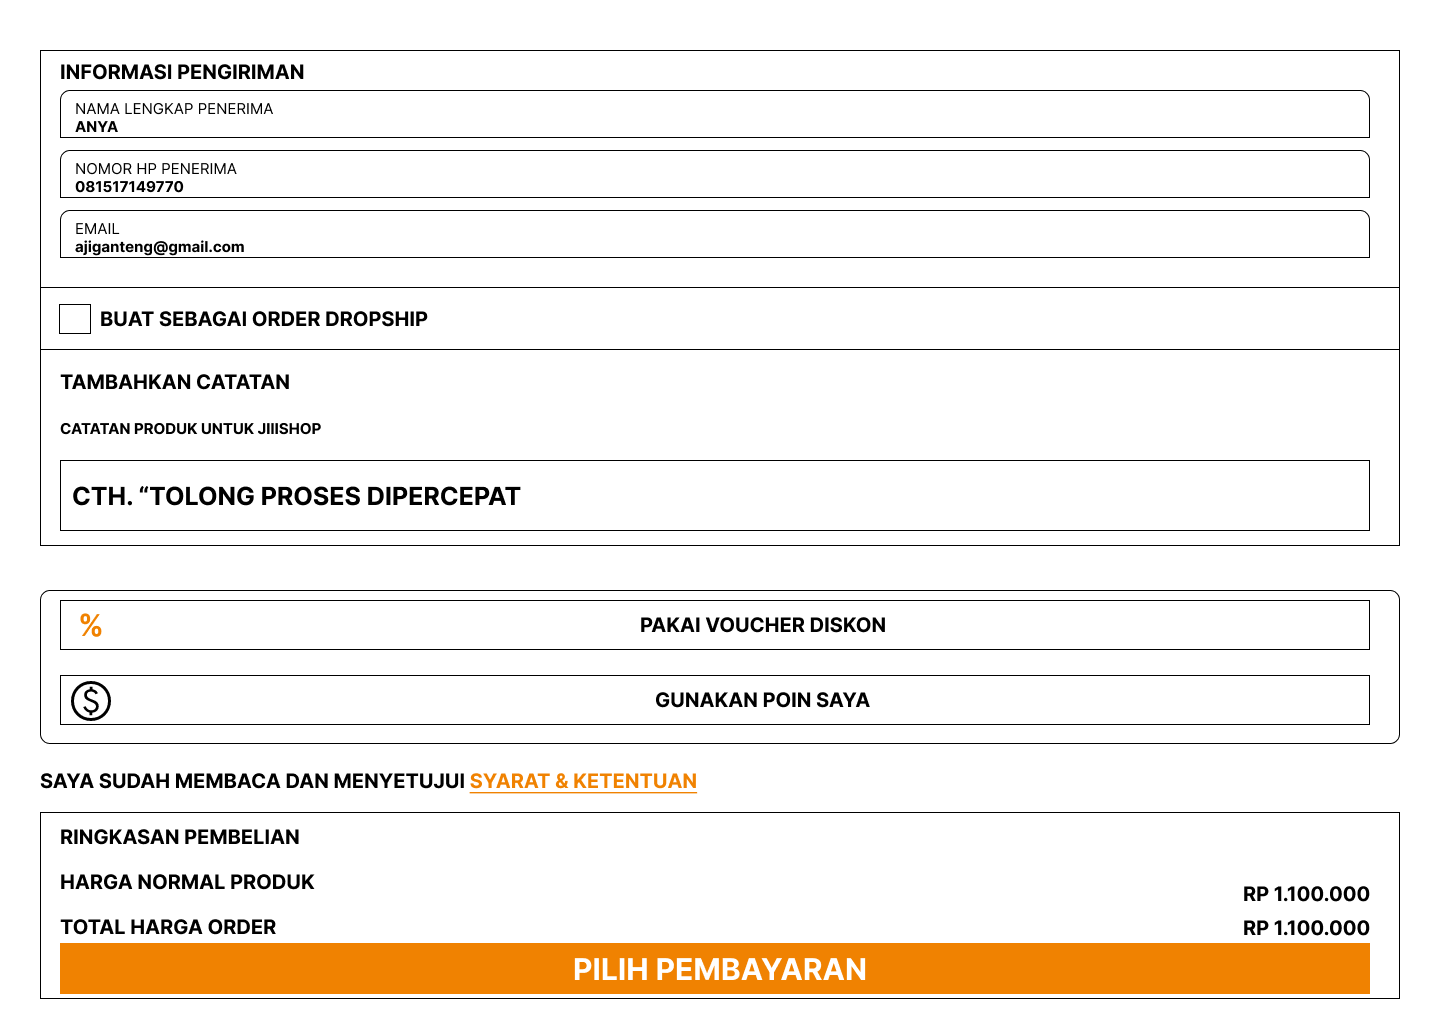 INFORMASI PENGIRIMAN
NAMA LENGKAP PENERIMA
ANYA
NOMOR HP PENERIMA
081517149770
EMAIL
ajiganteng@gmail.com
BUAT SEBAGAI ORDER DROPSHIP
TAMBAHKAN CATATAN
CATATAN PRODUK UNTUK JIIISHOP
CTH. “TOLONG PROSES DIPERCEPAT
% PAKAI VOUCHER DISKON
$ GUNAKAN POIN SAYA
SAYA SUDAH MEMBACA DAN MENYETUJUI SYARAT & KETENTUAN
RINGKASAN PEMBELIAN
HARGA NORMAL PRODUK RP 1.100.000
TOTAL HARGA ORDER RP 1.100.000
PILIH PEMBAYARAN